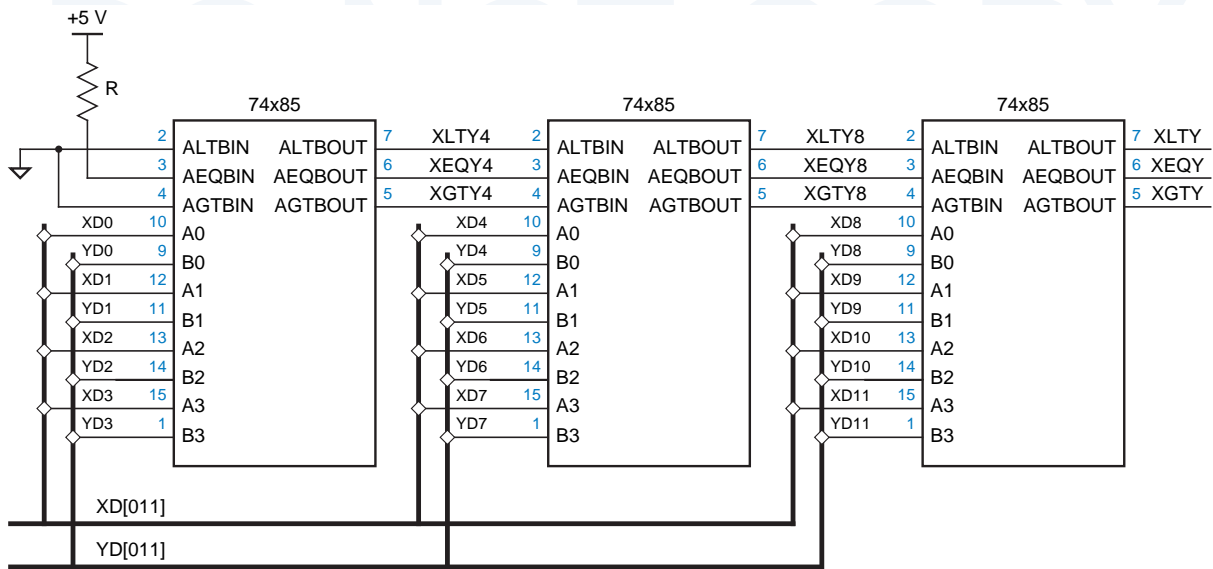 +5 V
R
74x85
74x85
74x85
2 ALTBIN ALTBOUT 7 XLTY4 2 ALTBIN ALTBOUT 7 XLTY8 2 ALTBIN ALTBOUT 7 XLTY
3 AEQBIN AEQBOUT 6 XEQY4 3 AEQBIN AEQBOUT 6 XEQY8 3 AEQBIN AEQBOUT 6 XEQY
4 AGTBIN AGTBOUT 5 XGTY4 4 AGTBIN AGTBOUT 5 XGTY8 4 AGTBIN AGTBOUT 5 XGTY
XD0 10 A0 XD4 10 A0 XD8 10 A0
YD0 9 B0 YD4 9 B0 YD8 9 B0
XD1 12 A1 XD5 12 A1 XD9 12 A1
YD1 11 B1 YD5 11 B1 YD9 11 B1
XD2 13 A2 XD6 13 A2 XD10 13 A2
YD2 14 B2 YD6 14 B2 YD10 14 B2
XD3 15 A3 XD7 15 A3 XD11 15 A3
YD3 1 B3 YD7 1 B3 YD11 1 B3
XD[011]
YD[011]